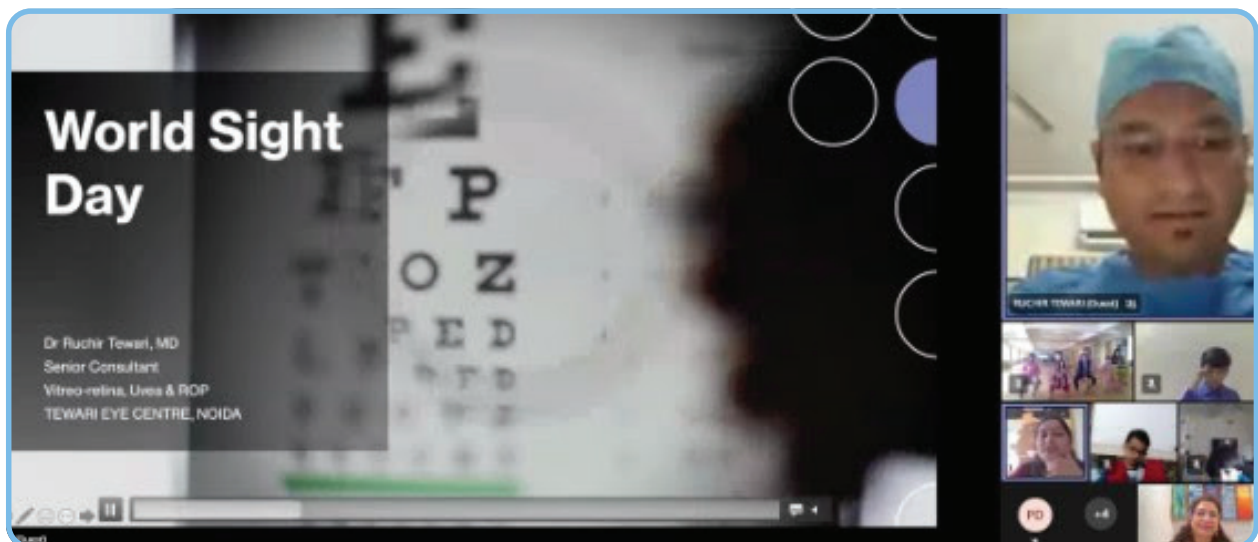 World Sight
Day
Dr Ruchir Tewari, MD
Senior Consultant
Vitreo-retina, Uvea & ROP
TEWARI EYE CENTRE, NOIDA
E
L
F P
T O Z
P E D
RUCHIR TEWARI (Guest)
PD
+4
(Guest)